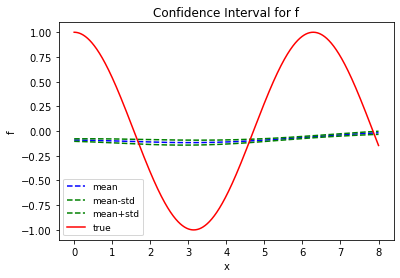 Confidence Interval for f
1.00
0.75
0.50
0.25
0.00
−0.25
−0.50
−0.75
−1.00
f
mean
mean-std
mean+std
true
0 1 2 3 4 5 6 7 8
x